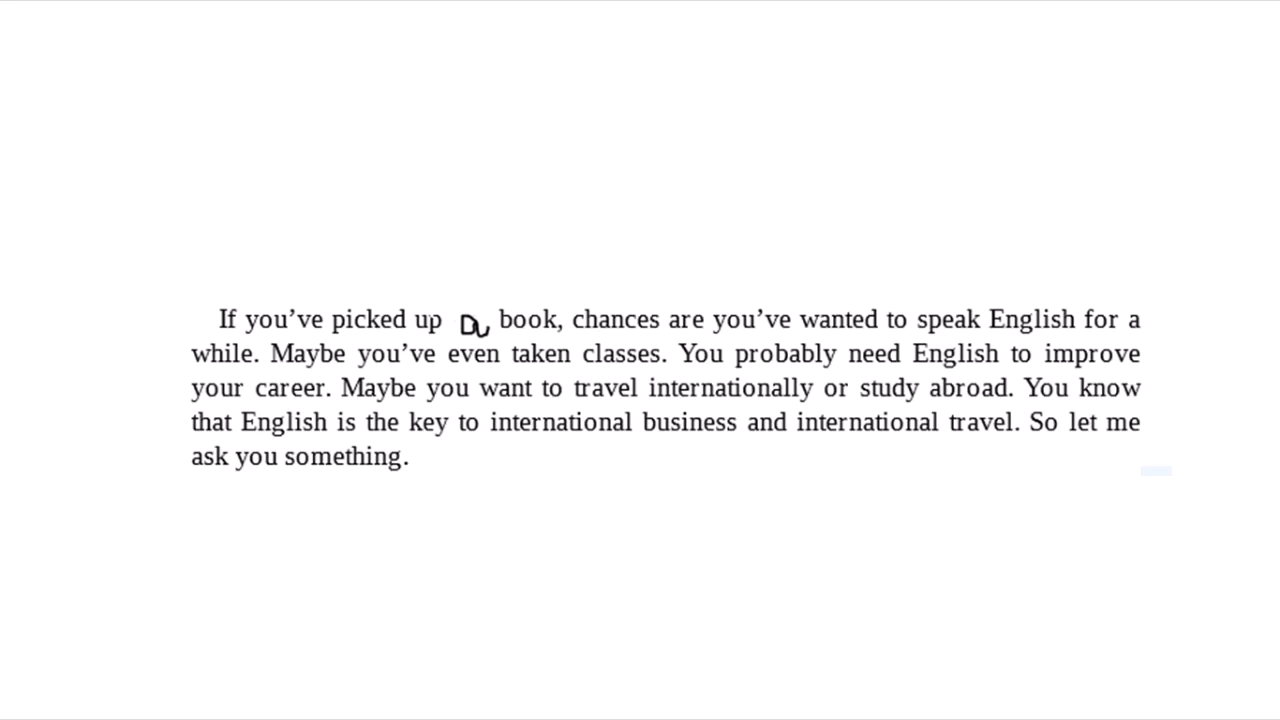 If you’ve picked up book, chances are you’ve wanted to speak English for a
while. Maybe you’ve even taken classes. You probably need English to improve
your career. Maybe you want to travel internationally or study abroad. You know
that English is the key to international business and international travel. So let me
ask you something.